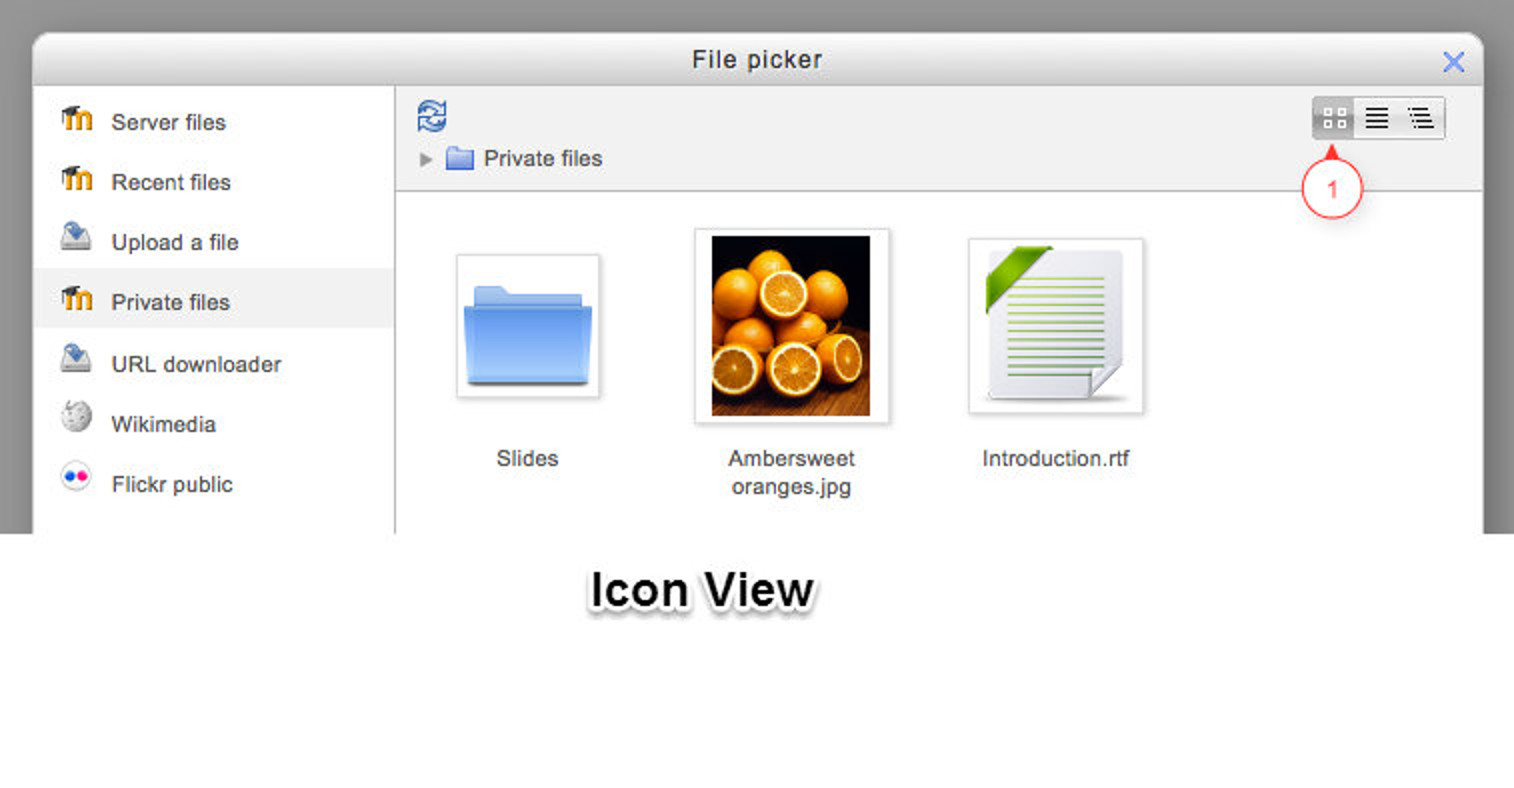 File picker
Server files
Recent files
Upload a file
Private files
URL downloader
Wikimedia
Flickr public
Private files
1
Slides
Ambersweet
oranges.jpg
Introduction.rtf
Icon View